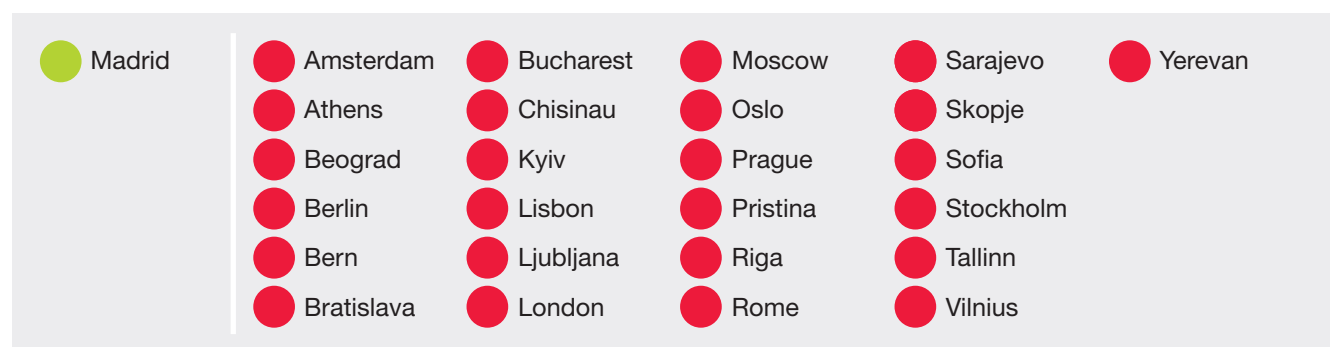 Madrid
Amsterdam
Athens
Beograd
Berlin
Bern
Bratislava
Bucharest
Chisinau
Kyiv
Lisbon
Ljubljana
London
Moscow
Oslo
Prague
Pristina
Riga
Rome
Sarajevo
Skopje
Sofia
Stockholm
Tallinn
Vilnius
Yerevan